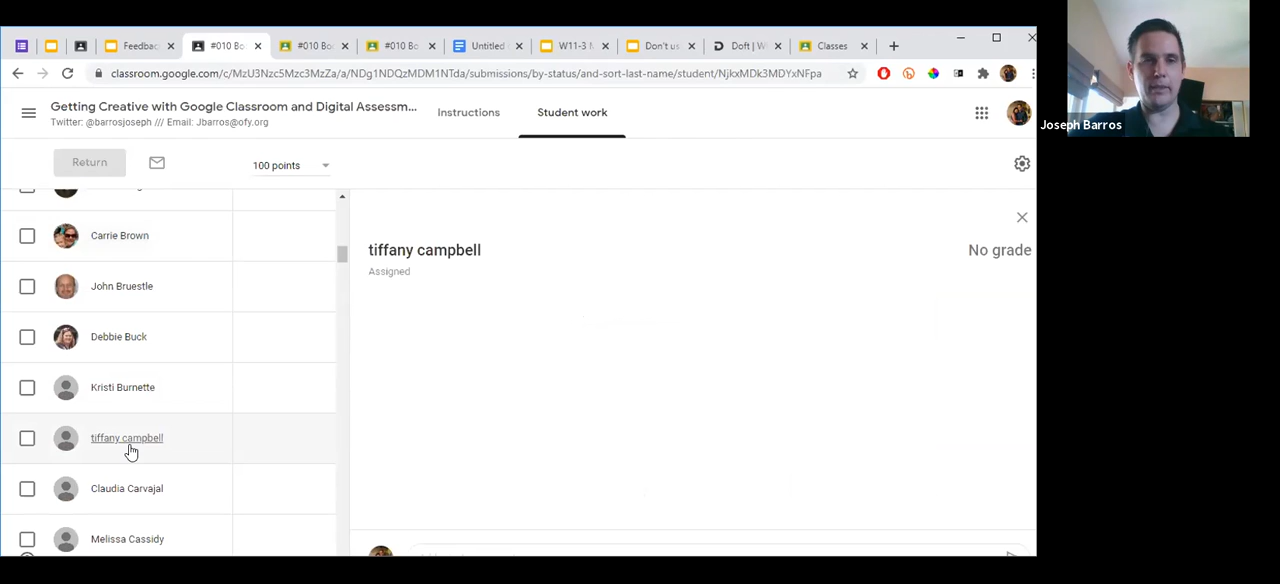 Feedbac
#010 Bo
#010 Bo
#010 Bo
Untitled
W11-3 M
Don't us
Doft | W
Classes
classroom.google.com/c/MzU3Nzc5Mzc3MzZa/a/NDg1NDQzMDM1NTda/submissions/by-status/and-sort-last-name/student/NjkxMDk3MDYxNFpa
Getting Creative with Google Classroom and Digital Assessm...
Twitter: @barrosjoseph /// Email: Jbarros@ofy.org
Instructions
Student work
Joseph Barros
Return
100 points
Carrie Brown
John Bruestle
Debbie Buck
Kristi Burnette
tiffany campbell
Claudia Carvajal
Melissa Cassidy
tiffany campbell
No grade
Assigned